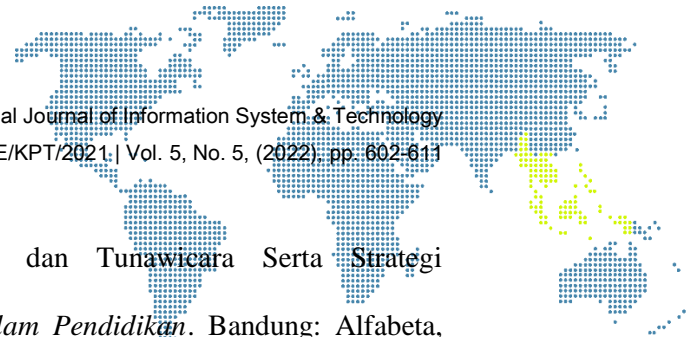 al Journal of Information System & Technology
E/KPT/2021 | Vol. 5, No. 5, (2022), pp. 602-611
dan Tunawicara Serta Strategi
lam Pendidikan. Bandung: Alfabeta,